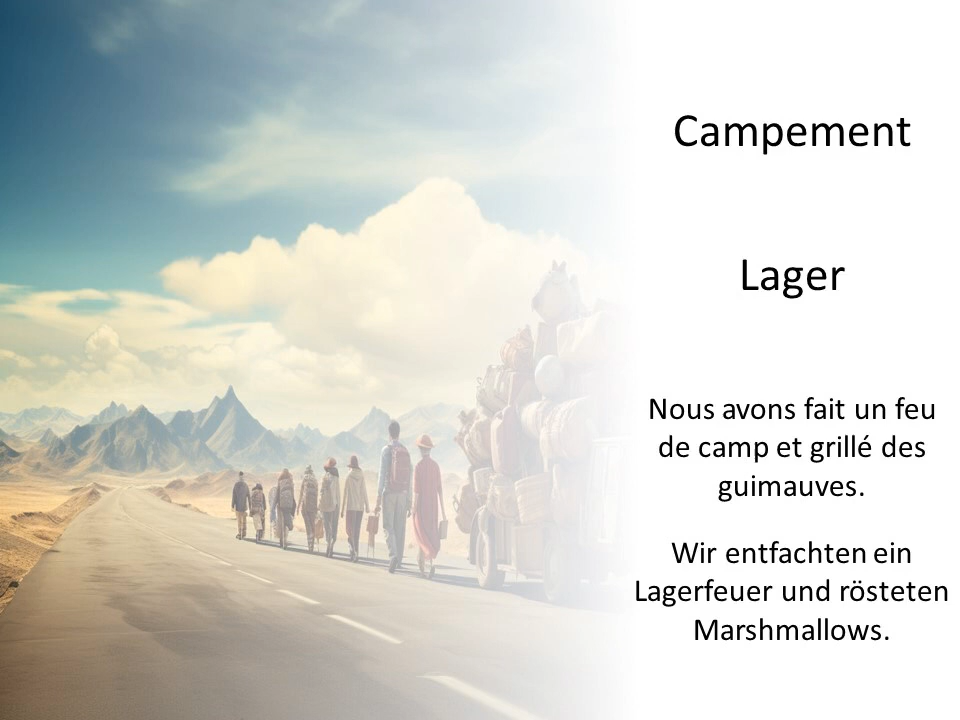 Campement
Lager
Nous avons fait un feu
de camp et grillé des
guimauves.
Wir entfachten ein
Lagerfeuer und rösteten
Marshmallows.